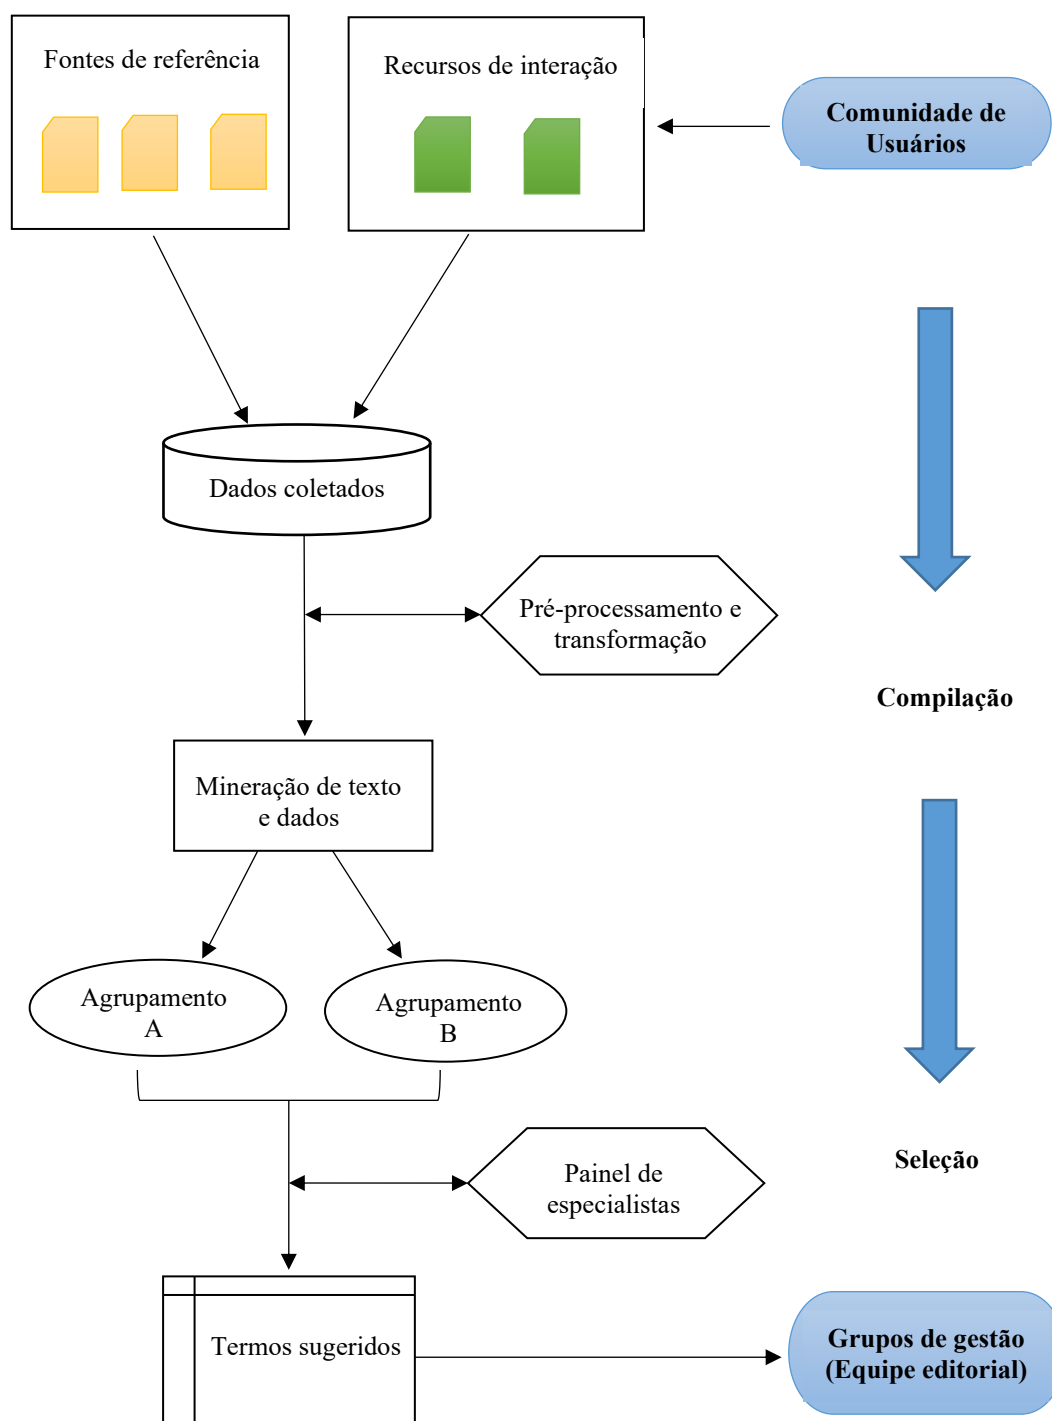 Fontes de referência
Recursos de interação
Comunidade de
Usuários
Dados coletados
Pré-processamento e
transformação
Compilação
Mineração de texto
e dados
Agrupamento
A
Agrupamento
B
Painel de
especialistas
Seleção
Termos sugeridos
Grupos de gestão
(Equipe editorial)